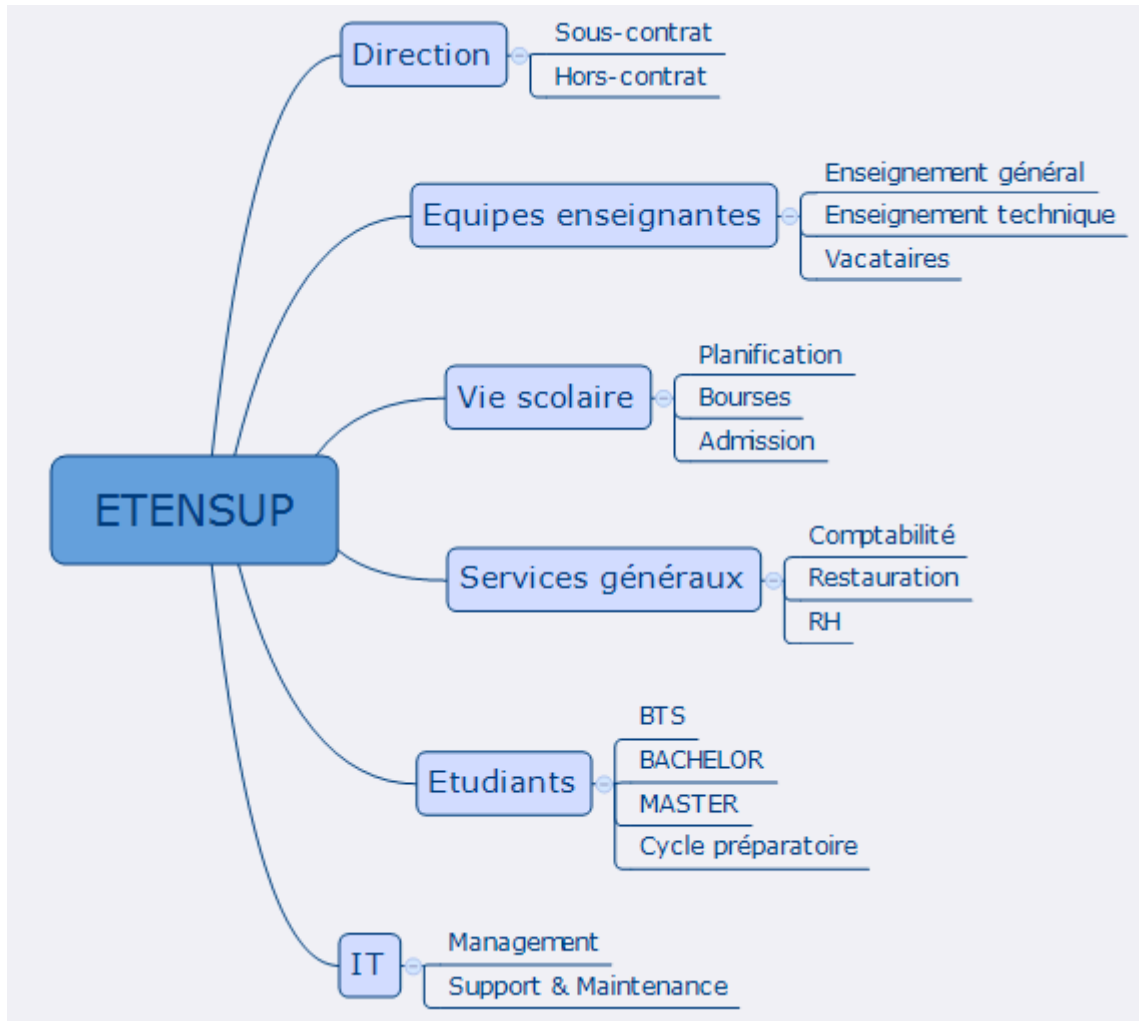 Direction
Sous-contrat
Hors-contrat
Equipes enseignantes
Enseignement général
Enseignement technique
Vacataires
Vie scolaire
Planification
Bourses
Admission
ETENSUP
Services généraux
Comptabilité
Restauration
RH
Etudiants
BTS
BACHELOR
MASTER
Cycle préparatoire
IT
Management
Support & Maintenance